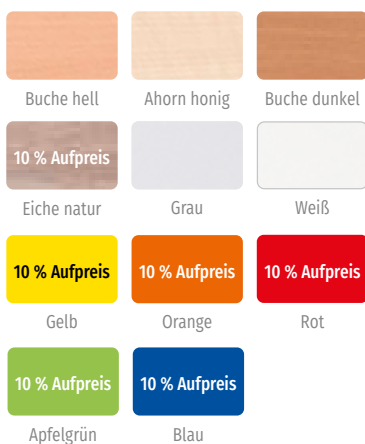 Buche hell Ahorn honig Buche dunkel
10 % Aufpreis
Eiche natur Grau Weiß
10 % Aufpreis 10 % Aufpreis 10 % Aufpreis
Gelb Orange Rot
10 % Aufpreis 10 % Aufpreis
Apfelgrün Blau